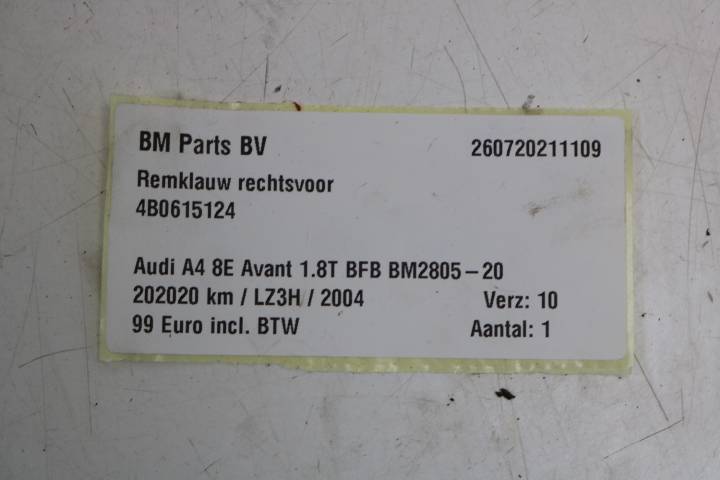 BM Parts BV 260720211109
Remklauw rechtsvoor
4B0615124
Audi A4 8E Avant 1.8T BFB BM2805-20
202020 km / LZ3H / 2004 Verz: 10
99 Euro incl. BTW Aantal: 1